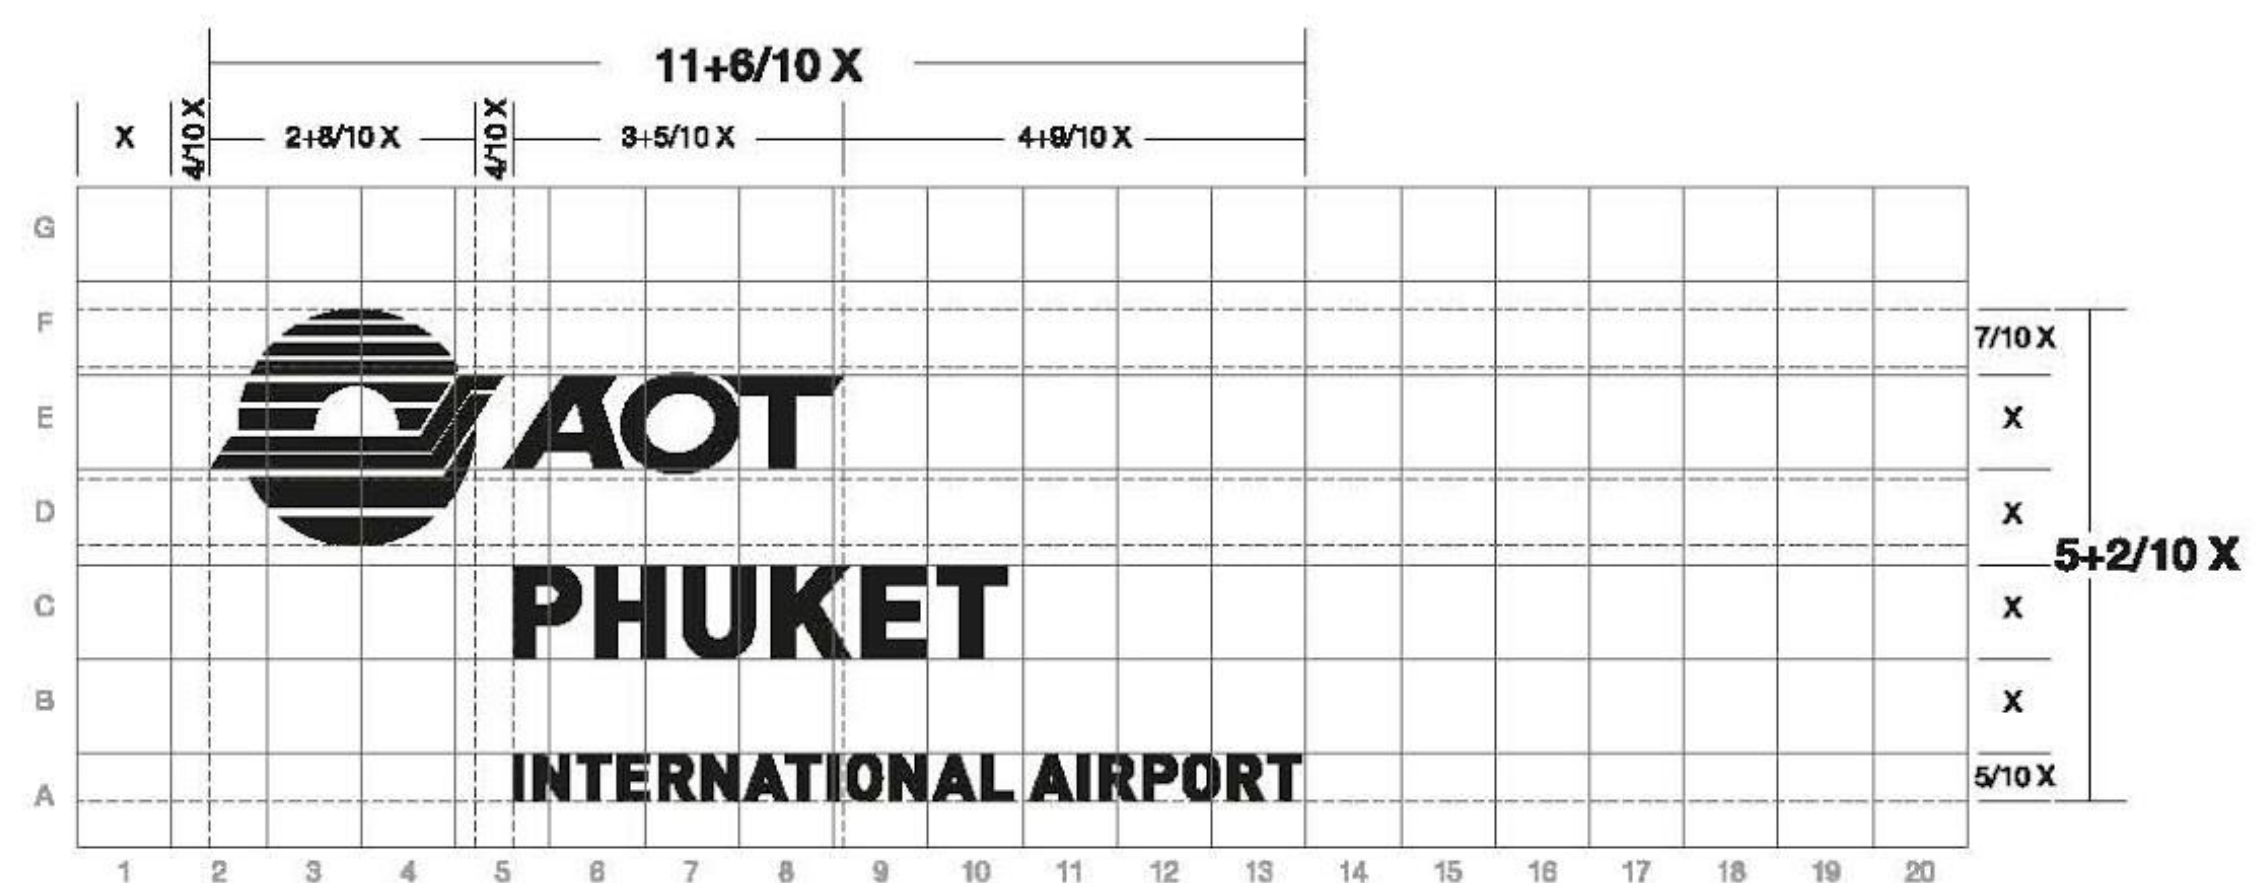 11+6/10 X
X 4/10 X 2+8/10 X 4/10 X 3+5/10 X 4+9/10 X
G
F 7/10 X
E AOT X
D X
5+2/10 X
C PHUKET X
B X
A INTERNATIONAL AIRPORT 5/10 X
1 2 3 4 5 6 7 8 9 10 11 12 13 14 15 16 17 18 19 20